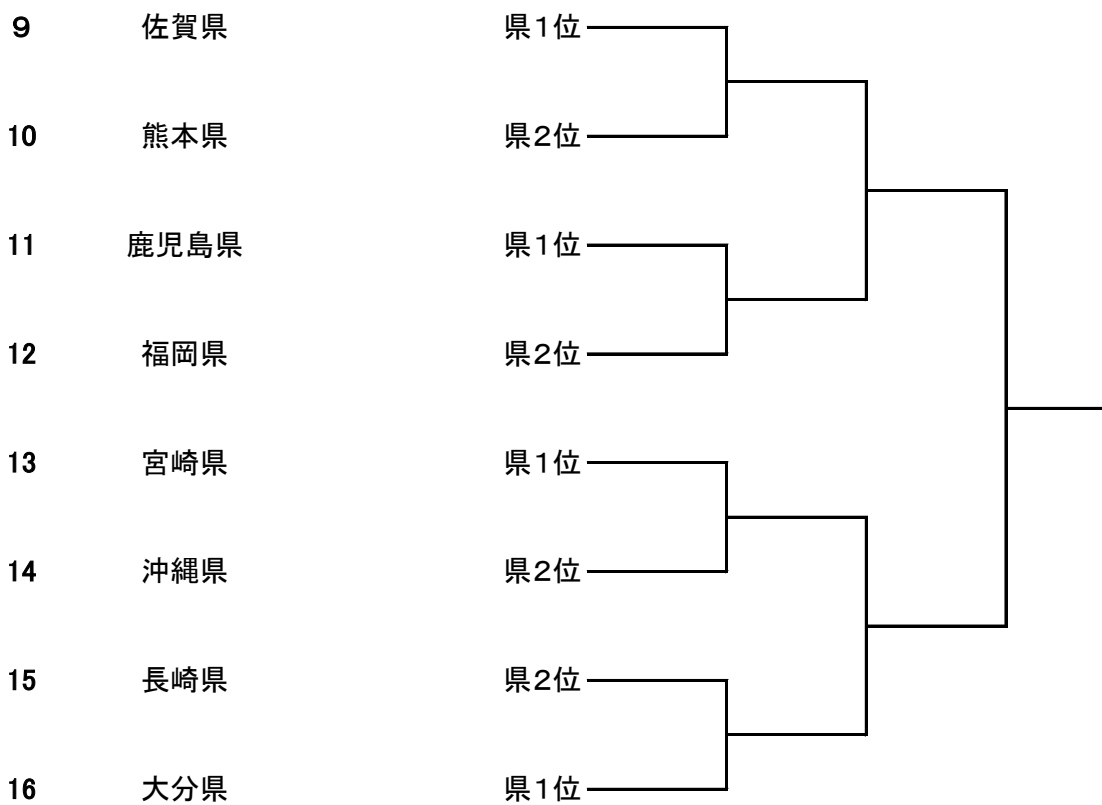 ９ 佐賀県 県１位
10 熊本県 県２位
11 鹿児島県 県１位
12 福岡県 県２位
13 宮崎県 県１位
14 沖縄県 県２位
15 長崎県 県２位
16 大分県 県１位